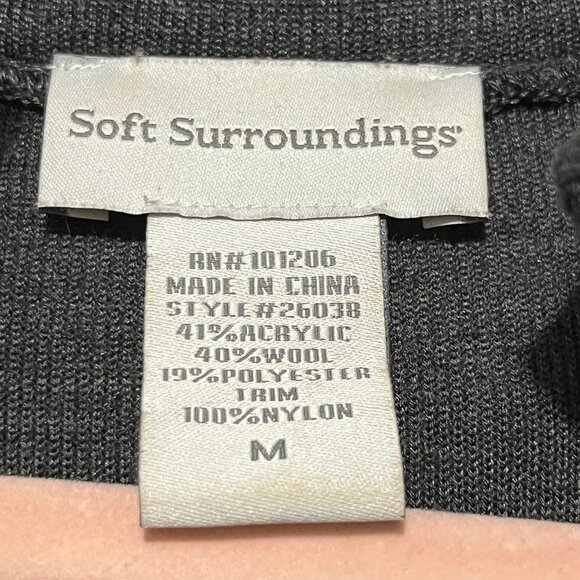 Soft Surroundings
RN#101206
MADE IN CHINA
STYLE#26038
41%ACRYLIC
40%WOOL
19%POLYESTER
TRIM
100%NYLON
M